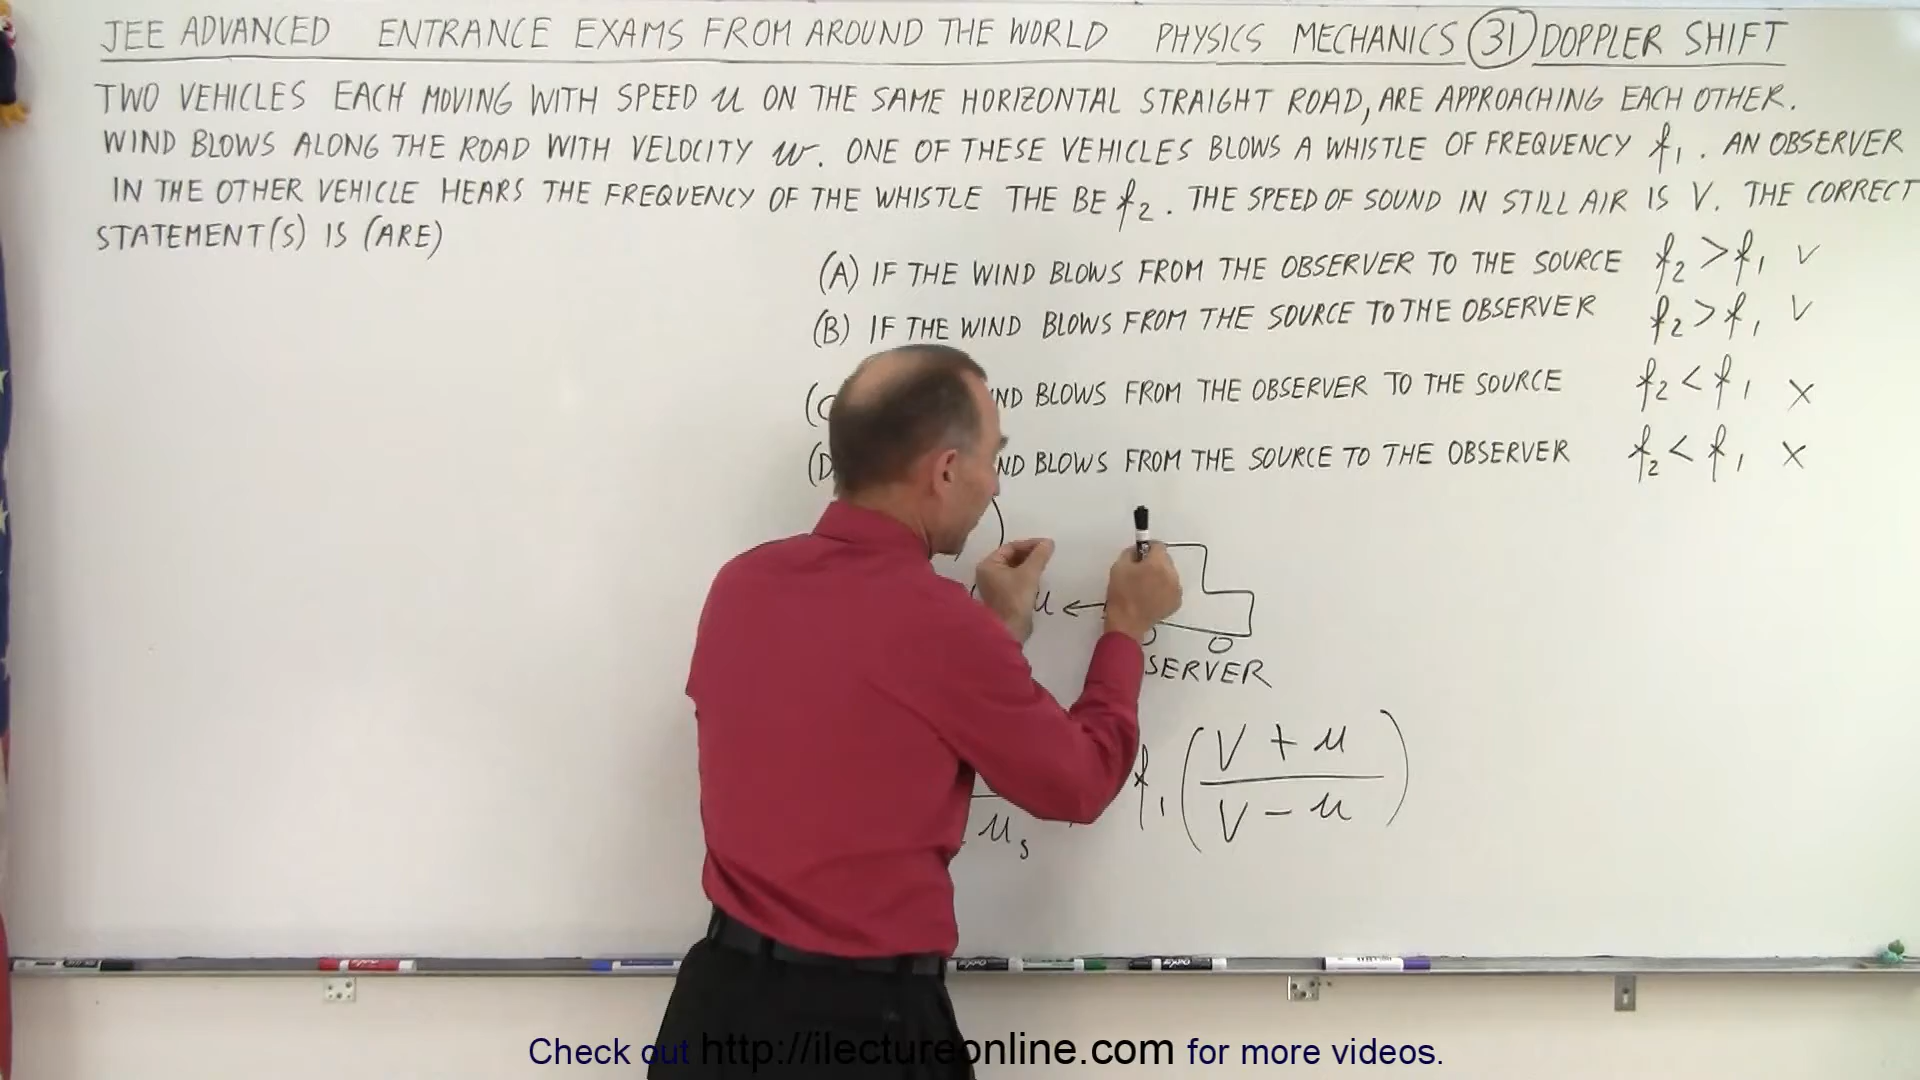 JEE ADVANCED ENTRANCE EXAMS FROM AROUND THE WORLD PHYSICS MECHANICS 31 DOPPLER SHIFT
TWO VEHICLES EACH MOVING WITH SPEED u ON THE SAME HORIZONTAL STRAIGHT ROAD, ARE APPROACHING EACH OTHER.
WIND BLOWS ALONG THE ROAD WITH VELOCITY w. ONE OF THESE VEHICLES BLOWS A WHISTLE OF FREQUENCY f₁. AN OBSERVER
IN THE OTHER VEHICLE HEARS THE FREQUENCY OF THE WHISTLE THE BE f₂. THE SPEED OF SOUND IN STILL AIR IS V. THE CORRECT
STATEMENT(S) IS (ARE)
(A) IF THE WIND BLOWS FROM THE OBSERVER TO THE SOURCE f₂ > f₁ V
(B) IF THE WIND BLOWS FROM THE SOURCE TO THE OBSERVER f₂ > f₁ V
BLOWS FROM THE OBSERVER TO THE SOURCE f₂ < f₁ X
BLOWS FROM THE SOURCE TO THE OBSERVER f₂ < f₁ X
u ←
SERVER
f₁ (V + u / V - u)
u_s
Check out http://ilectureonline.com for more videos.